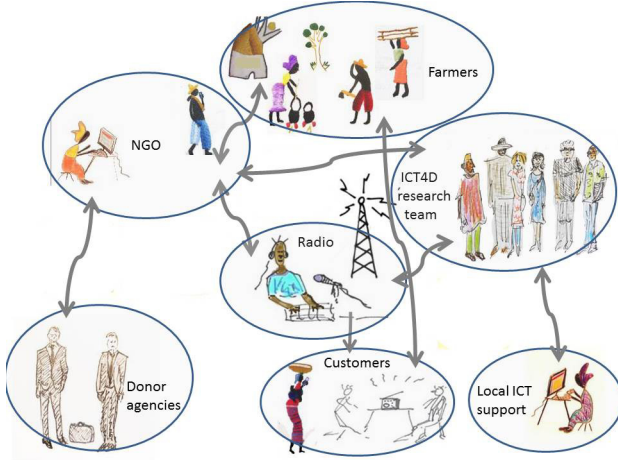 Farmers
NGO
ICT4D
research
team
Radio
Donor
agencies
Customers
Local ICT
support